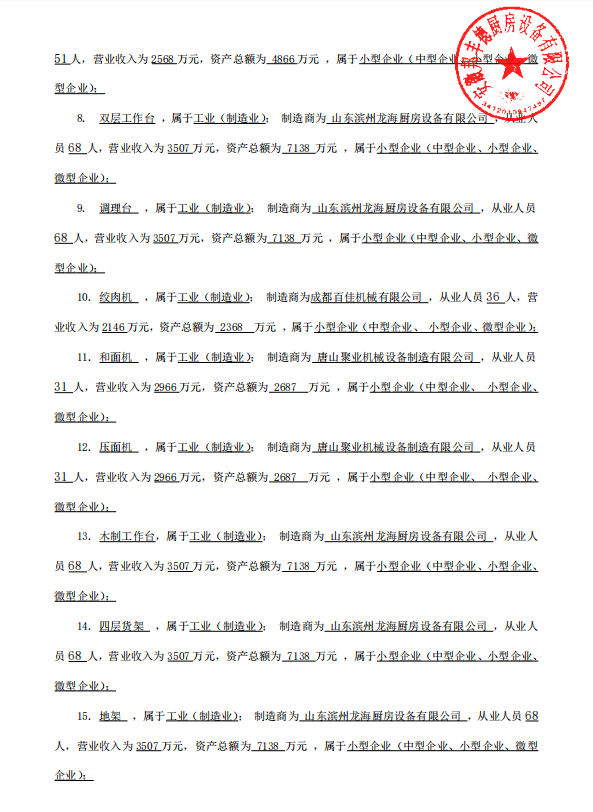 51 人，营业收入为 2568 万元，资产总额为 4866 万元 ，属于小型企业（中型企业、小型企业、微
型企业）；
8. 双层工作台 ，属于工业（制造业）； 制造商为 山东滨州龙海厨房设备有限公司 ，从业人
员 68 人，营业收入为 3507 万元，资产总额为 7138 万元 ，属于 小型企业（中型企业、小型企业、
微型企业）；
9. 调理台 ，属于工业（制造业）； 制造商为 山东滨州龙海厨房设备有限公司 ，从业人员
68 人，营业收入为 3507 万元，资产总额为 7138 万元 ，属于小型企业（中型企业、小型企业、微
型企业）；
10. 绞肉机 ，属于工业（制造业）； 制造商为成都百佳机械有限公司 ，从业人员 36 人，营
业收入为 2146 万元，资产总额为 2368 万元 ，属于小型企业（中型企业、 小型企业、微型企业）；
11. 和面机 ，属于工业（制造业）； 制造商为 唐山聚业机械设备制造有限公司 ，从业人员
31 人，营业收入为 2966 万元，资产总额为 2687 万元 ，属于小型企业（中型企业、 小型企业、
微型企业）；
12. 压面机 ，属于工业（制造业）； 制造商为 唐山聚业机械设备制造有限公司 ，从业人员
31 人，营业收入为 2966 万元，资产总额为 2687 万元 ，属于小型企业（中型企业、 小型企业、
微型企业）；
13. 木制工作台，属于工业（制造业）； 制造商为 山东滨州龙海厨房设备有限公司 ，从业人
员 68 人，营业收入为 3507 万元，资产总额为 7138 万元 ，属于 小型企业（中型企业、小型企业、
微型企业）；
14. 四层货架 ，属于工业（制造业）； 制造商为 山东滨州龙海厨房设备有限公司 ，从业人
员 68 人，营业收入为 3507 万元，资产总额为 7138 万元 ，属于 小型企业（中型企业、小型企业、
微型企业）；
15. 地架 ，属于工业（制造业）； 制造商为 山东滨州龙海厨房设备有限公司 ，从业人员 68
人，营业收入为 3507 万元，资产总额为 7138 万元 ，属于小型企业（中型企业、小型企业、微型
企业）；
厨房设备有限公司